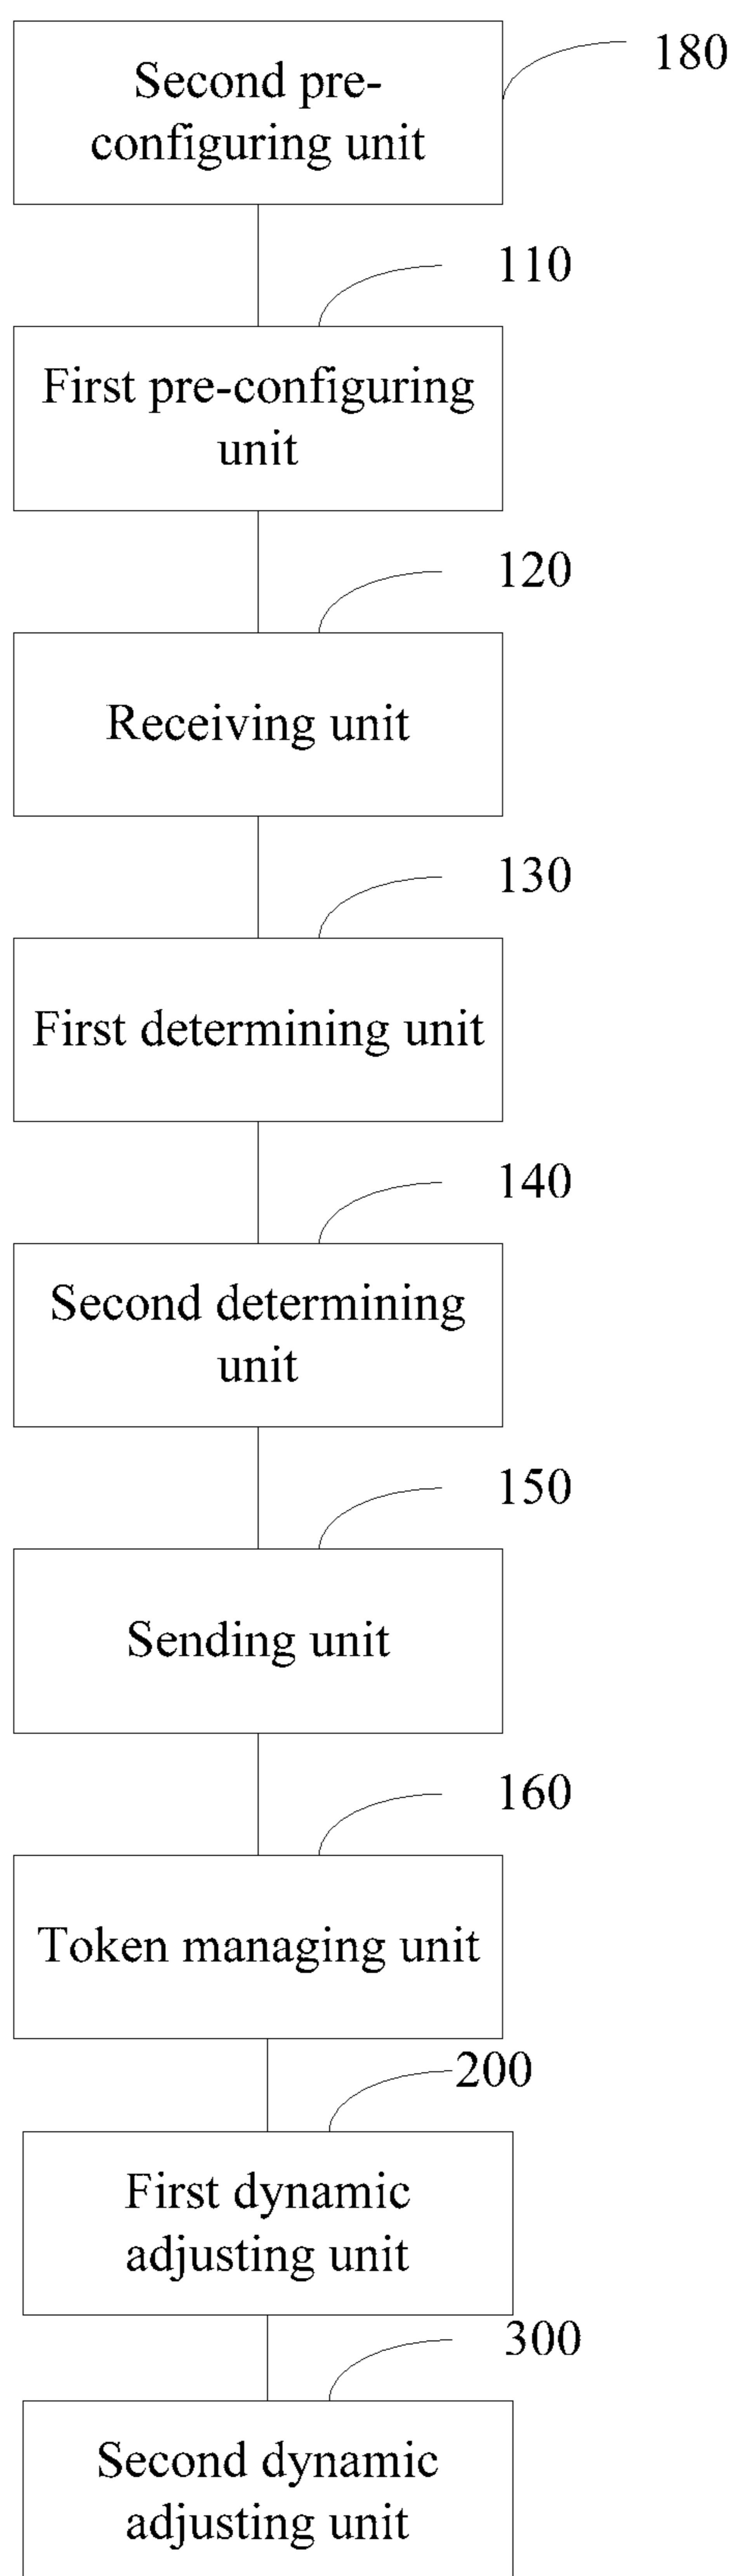 Second pre-
configuring unit
180
110
First pre-configuring
unit
120
Receiving unit
130
First determining unit
140
Second determining
unit
150
Sending unit
160
Token managing unit
200
First dynamic
adjusting unit
300
Second dynamic
adjusting unit